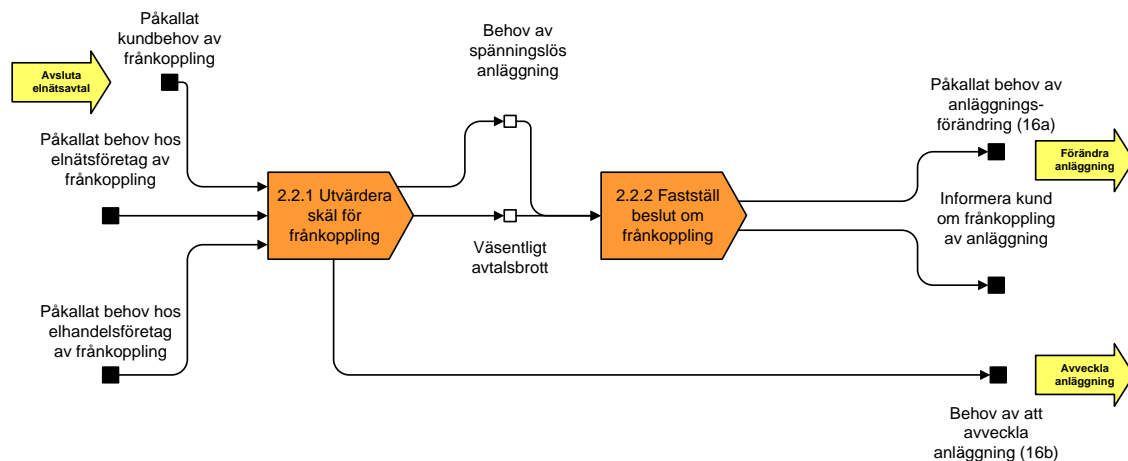 Påkallat
kundbehov av
frånkoppling
Avsluta
elnätsavtal
Behov av
spänningslös
anläggning
Påkallat behov av
anläggnings-
förändring (16a)
Förändra
anläggning
Påkallat behov hos
elnätsföretag av
frånkoppling
2.2.1 Utvärdera
skäl för
frånkoppling
2.2.2 Fastställ
beslut om
frånkoppling
Informera kund
om frånkoppling
av anläggning
Väsentligt
avtalsbrott
Påkallat behov hos
elhandelsföretag
av frånkoppling
Avveckla
anläggning
Behov av att
avveckla
anläggning (16b)